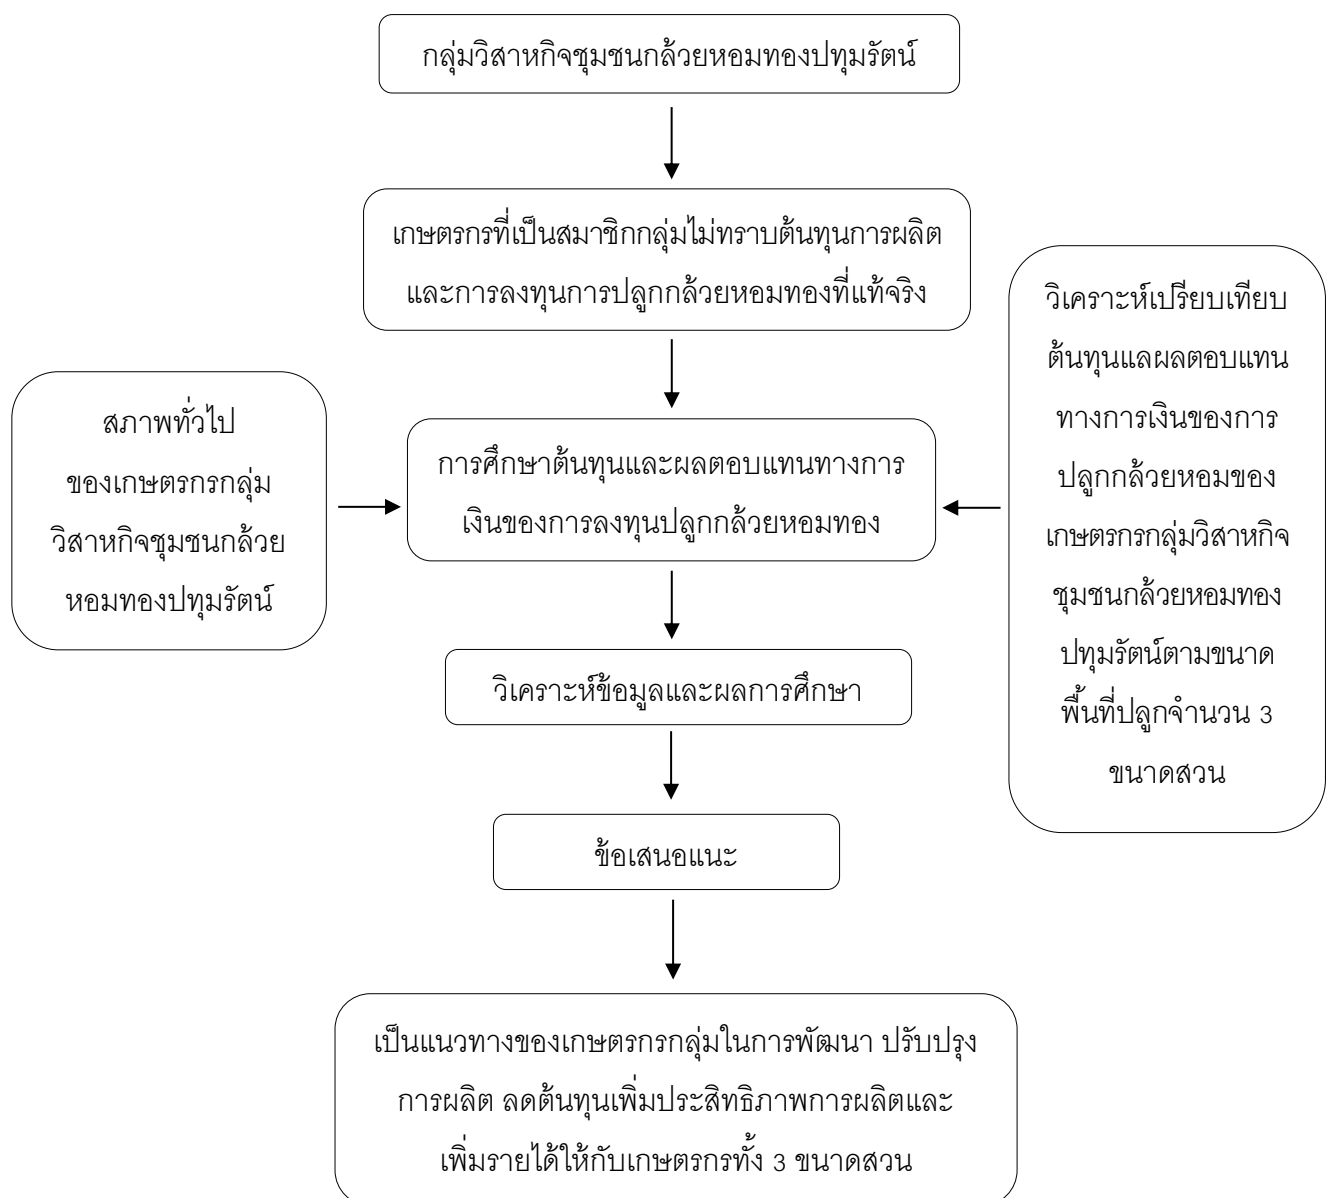 กลุ่มวิสาหกิจชุมชนกล้วยหอมทองปทุมรัตน์
เกษตรกรที่เป็นสมาชิกกลุ่มไม่ทราบต้นทุนการผลิต
และการลงทุนการปลูกกล้วยหอมทองที่แท้จริง
สภาพทั่วไป
ของเกษตรกรกลุ่ม
วิสาหกิจชุมชนกล้วย
หอมทองปทุมรัตน์
การศึกษาต้นทุนและผลตอบแทนทางการ
เงินของการลงทุนปลูกกล้วยหอมทอง
วิเคราะห์เปรียบเทียบ
ต้นทุนแลผลตอบแทน
ทางการเงินของการ
ปลูกกล้วยหอมของ
เกษตรกรกลุ่มวิสาหกิจ
ชุมชนกล้วยหอมทอง
ปทุมรัตน์ตามขนาด
พื้นที่ปลูกจำนวน 3
ขนาดสวน
วิเคราะห์ข้อมูลและผลการศึกษา
ข้อเสนอแนะ
เป็นแนวทางของเกษตรกรกลุ่มในการพัฒนา ปรับปรุง
การผลิต ลดต้นทุนเพิ่มประสิทธิภาพการผลิตและ
เพิ่มรายได้ให้กับเกษตรกรทั้ง 3 ขนาดสวน